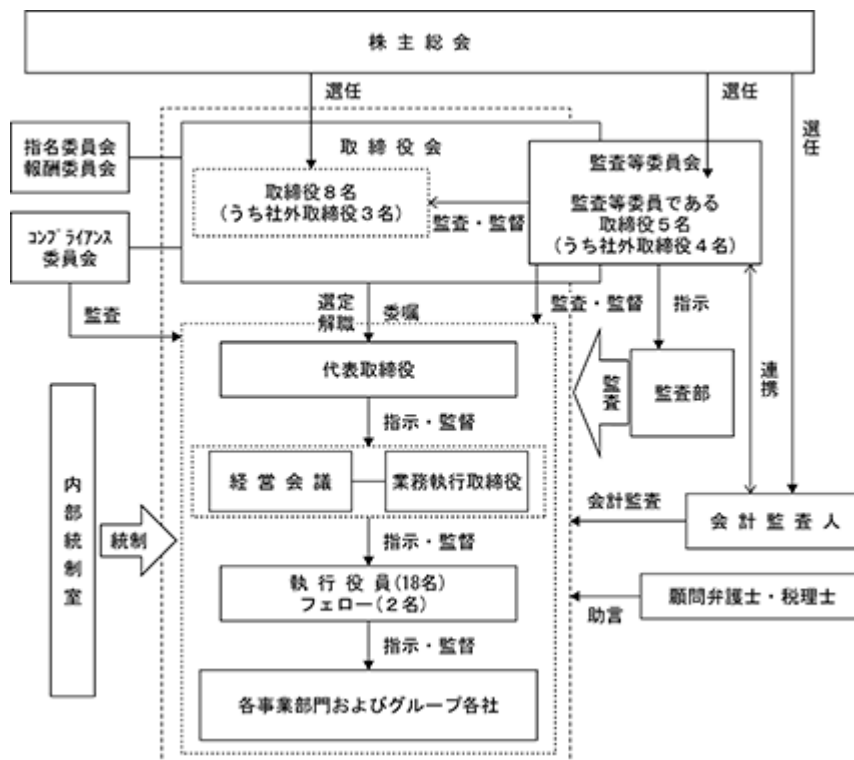 株主総会
選任
選任
選任
指名委員会
報酬委員会
取締役会
監査等委員会
取締役8名
(うち社外取締役3名)
監査・監督
監査等委員である
取締役5名
(うち社外取締役4名)
コンプライアンス
委員会
監査
選定
解職
委嘱
監査・監督
指示
連携
代表取締役
監査
監査部
指示・監督
経営会議
業務執行取締役
内部統制室
統制
会計監査
会計監査人
指示・監督
執行役員(18名)
フェロー(2名)
助言
顧問弁護士・税理士
指示・監督
各事業部門およびグループ各社